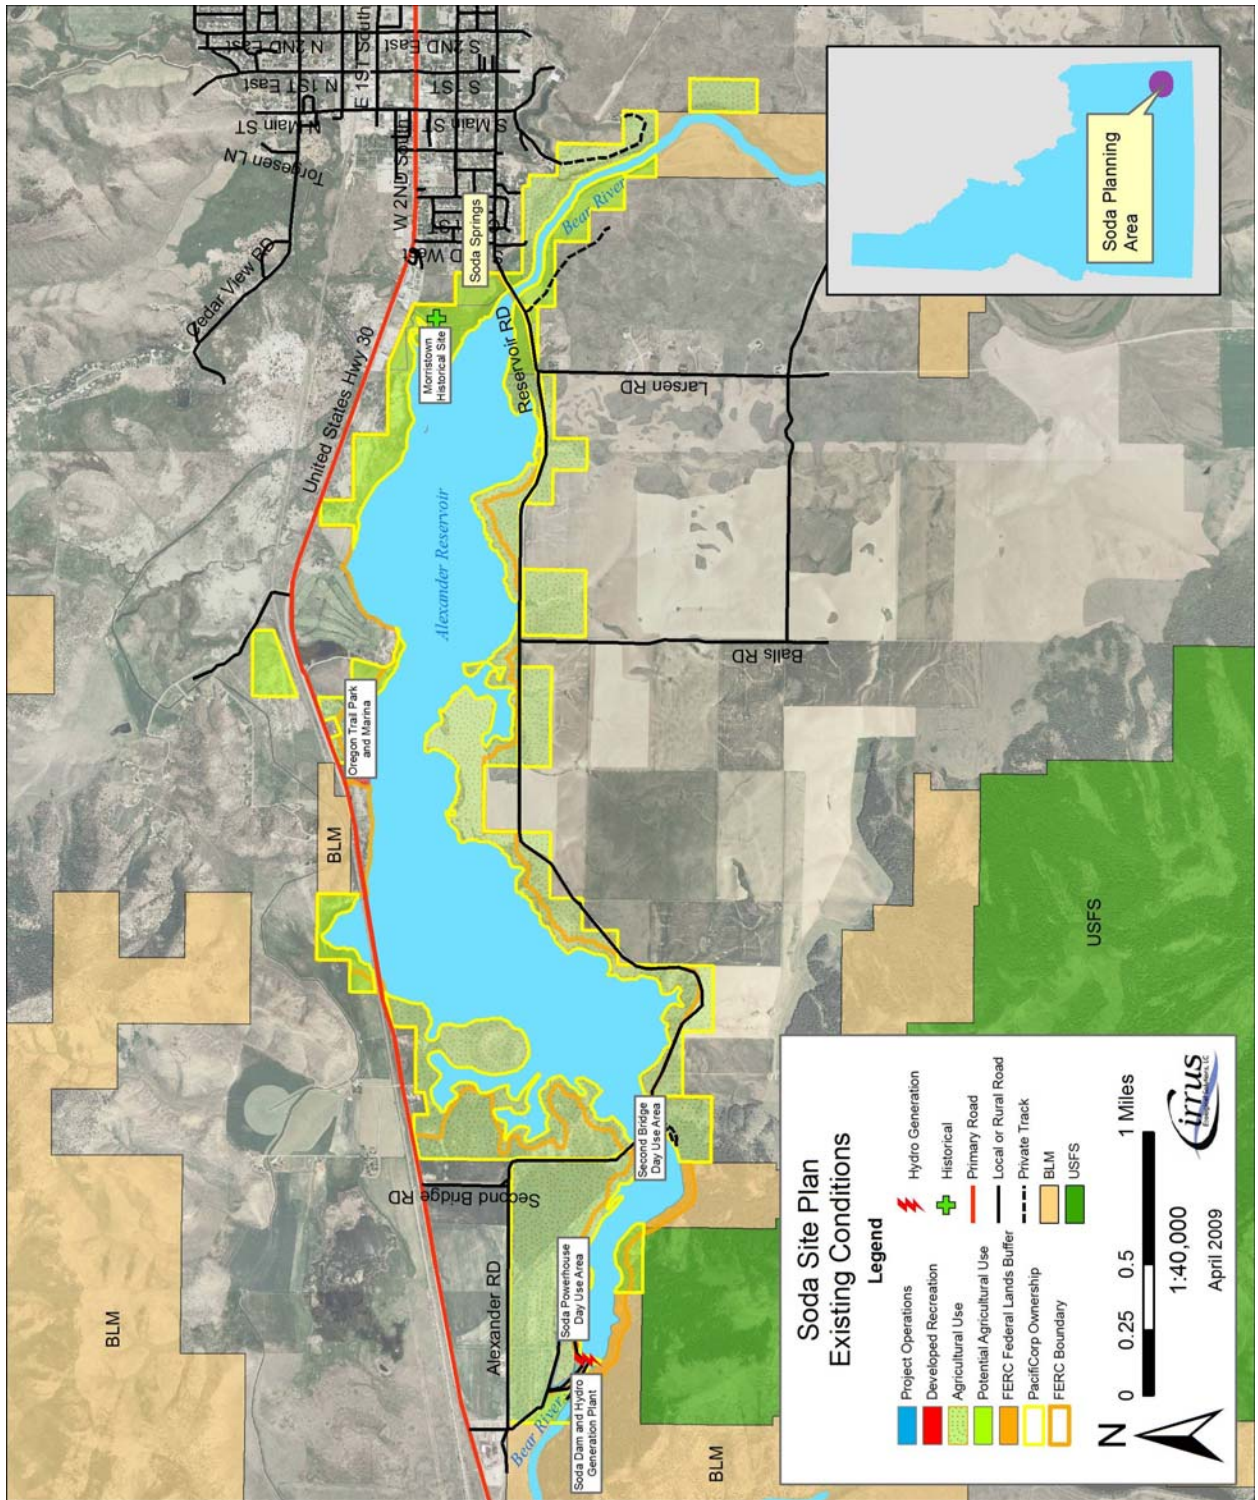 N 2ND East
E 1ST South
S 2ND East
N 1ST East
S 1ST
N Main ST
S Main ST
Torgesen LN
W 2ND South
Cedar View RD
D West
Soda Springs
Bear River
United States Hwy 30
Morristown
Historical Site
Reservoir RD
Larsen RD
Alexander Reservoir
Balls RD
Oregon Trail Park
and Marina
BLM
USFS
Second Bridge
Day Use Area
Second Bridge RD
BLM
Alexander RD
Soda Powerhouse
Day Use Area
Soda Dam and Hydro
Generation Plant
Bear River
BLM
Soda Planning
Area
Soda Site Plan
Existing Conditions
Legend
Project Operations
Developed Recreation
Agricultural Use
Potential Agricultural Use
FERC Federal Lands Buffer
PacifiCorp Ownership
FERC Boundary
Hydro Generation
Historical
Primary Road
Local or Rural Road
Private Track
BLM
USFS
N
0 0.25 0.5 1 Miles
1:40,000
April 2009
cirrus